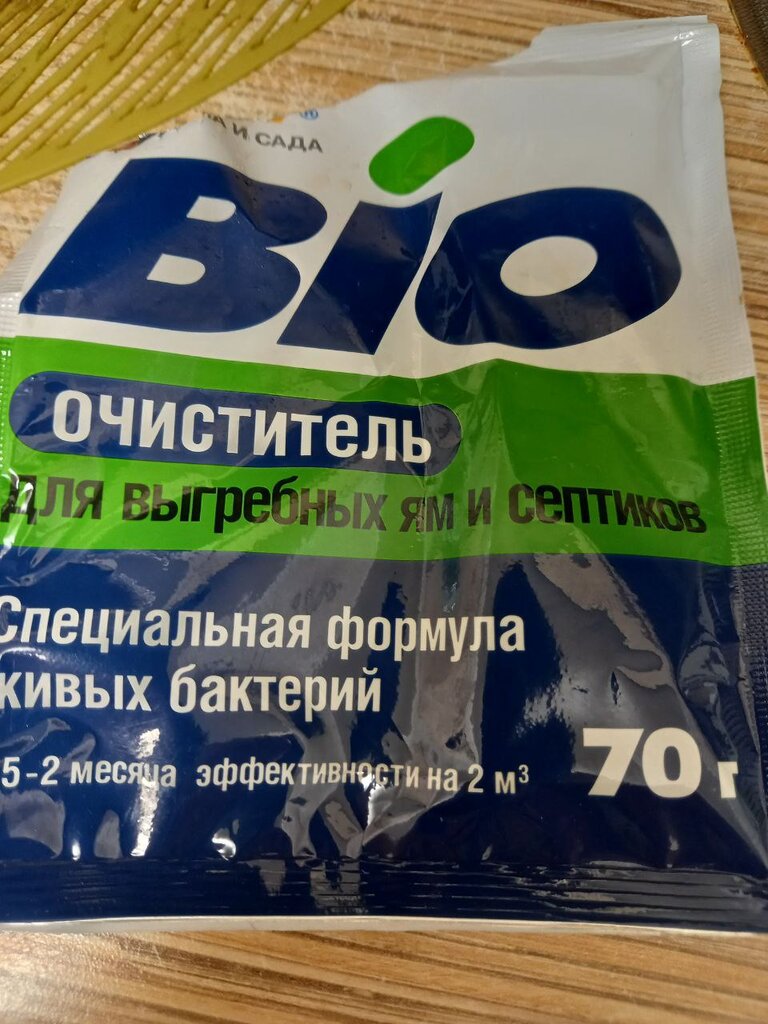 И САДА
Bio
очиститель
для выгребных ям и септиков
Специальная формула
живых бактерий
5-2 месяца эффективности на 2 м³
70 г